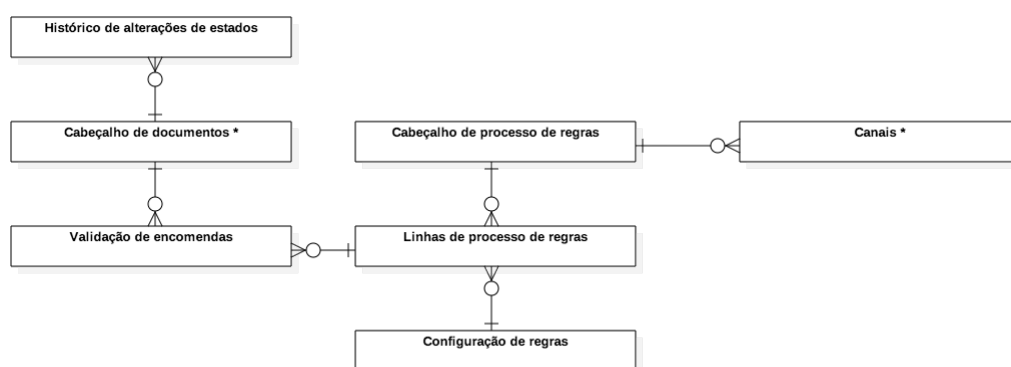 Histórico de alterações de estados
Cabeçalho de documentos *
Cabeçalho de processo de regras
Canais *
Validação de encomendas
Linhas de processo de regras
Configuração de regras